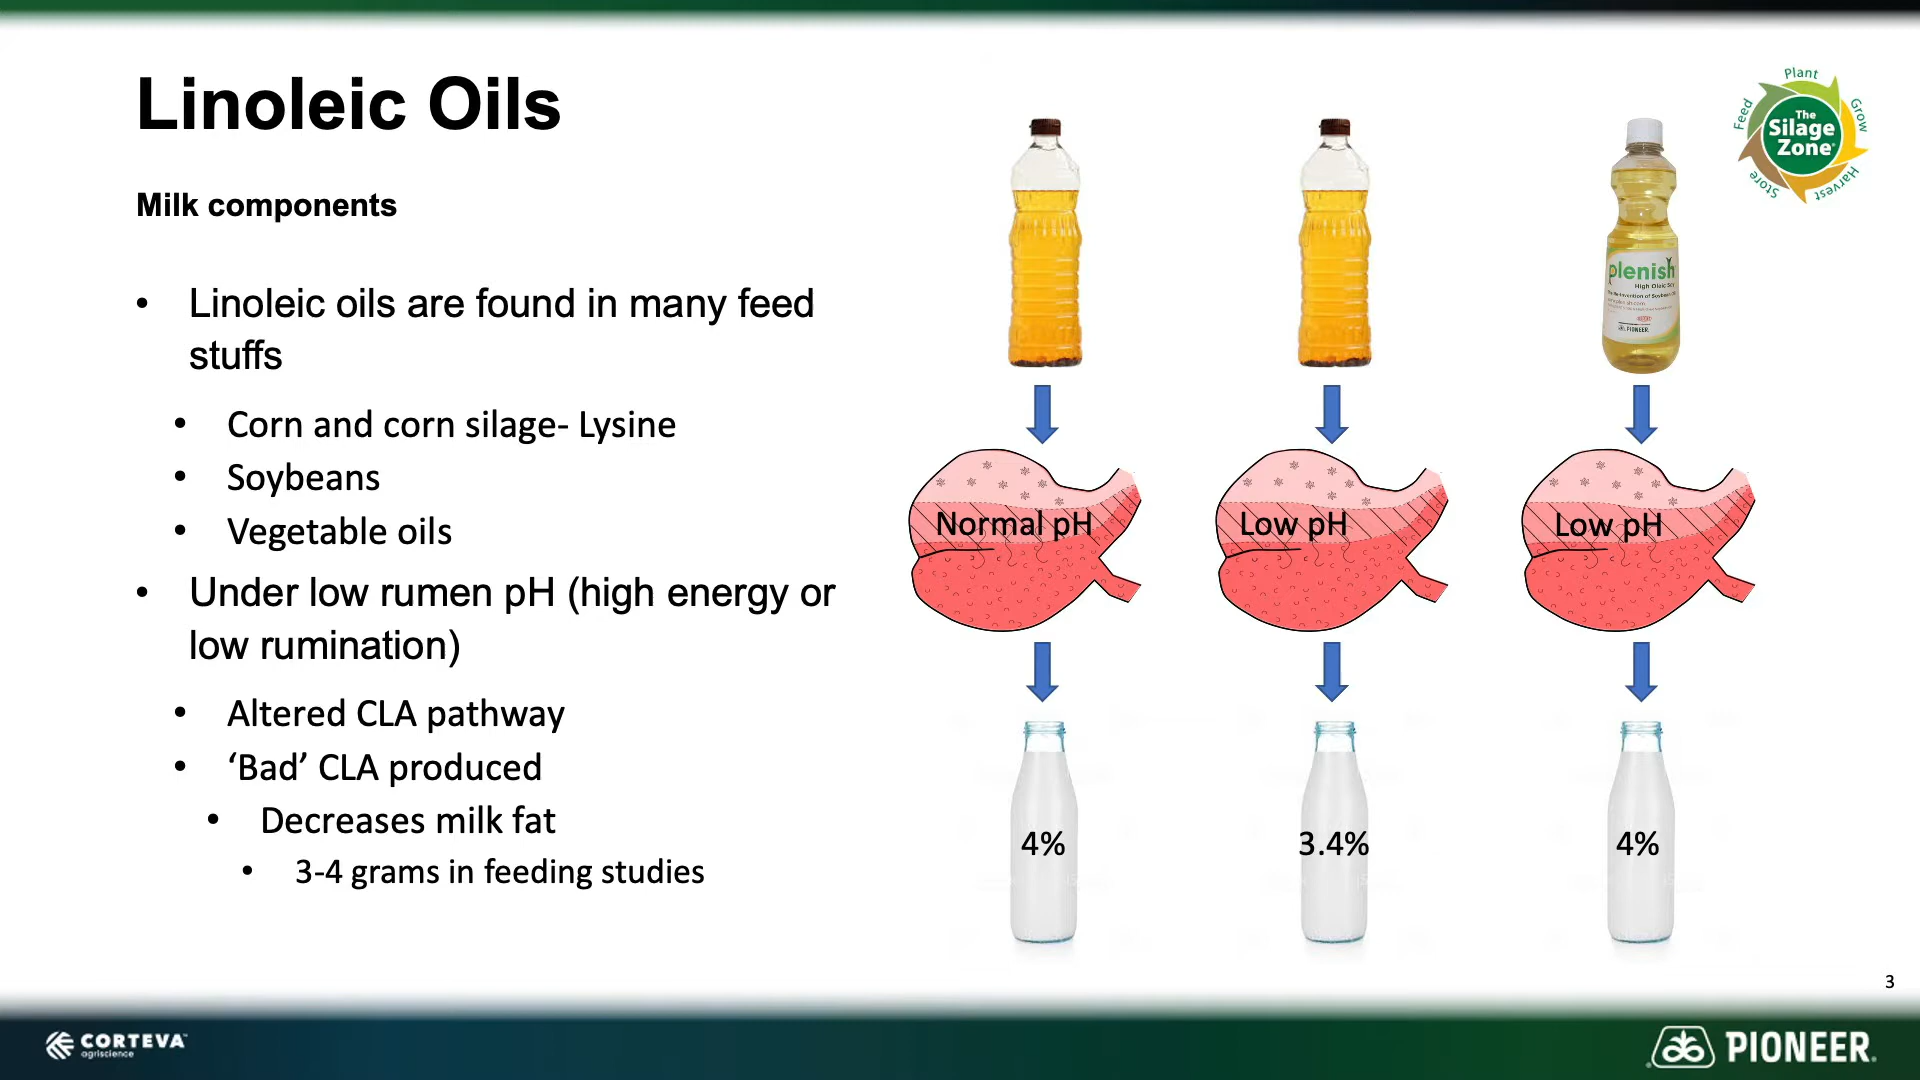 Linoleic Oils
Milk components
• Linoleic oils are found in many feed
stuffs
• Corn and corn silage- Lysine
• Soybeans
• Vegetable oils
• Under low rumen pH (high energy or
low rumination)
• Altered CLA pathway
• ‘Bad’ CLA produced
• Decreases milk fat
• 3-4 grams in feeding studies
plenish
High Oleic Soy
PIONEER
Plant
Grow
Harvest
Store
Feed
The
Silage
Zone
Normal pH
Low pH
Low pH
4%
3.4%
4%
3
CORTEVA™
agriscience
PIONEER